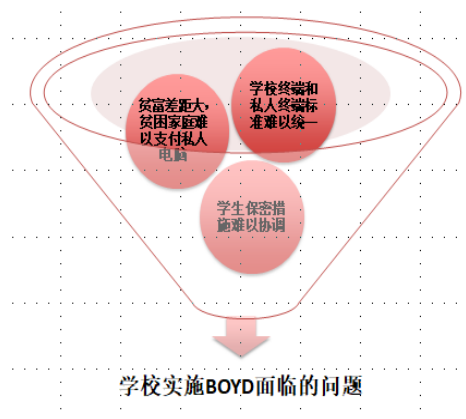 学校终端和
私人终端标
准难以统一
贫富差距大，
贫困家庭难
以支付私人
电脑
学生保密措
施难以协调
学校实施BOYD面临的问题